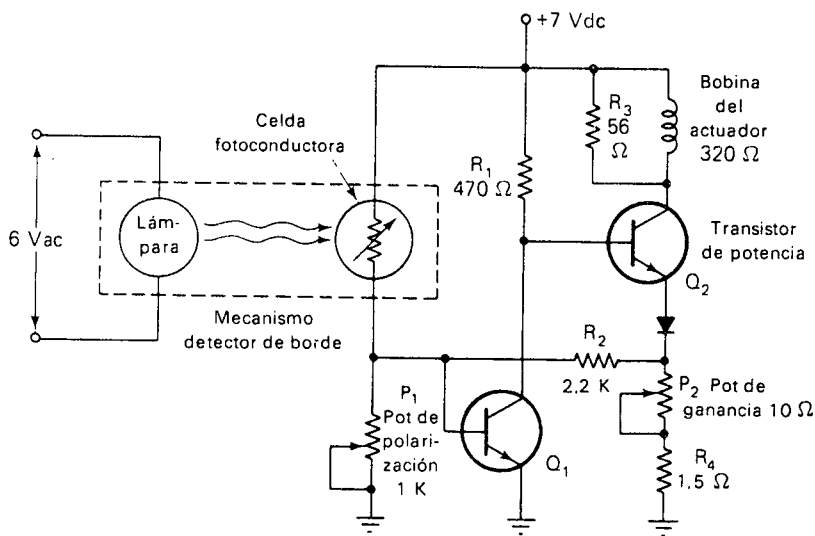 +7 Vdc
Bobina
del
actuador
320 Ω
R3
56
Ω
Celda
fotoconductora
R1
470 Ω
6 Vac
Lám-
para
Transistor
de potencia
Q2
Mecanismo
detector de borde
R2
2.2 K
P1
Pot de
polari-
zación
1 K
P2 Pot de
ganancia 10 Ω
Q1
R4
1.5 Ω